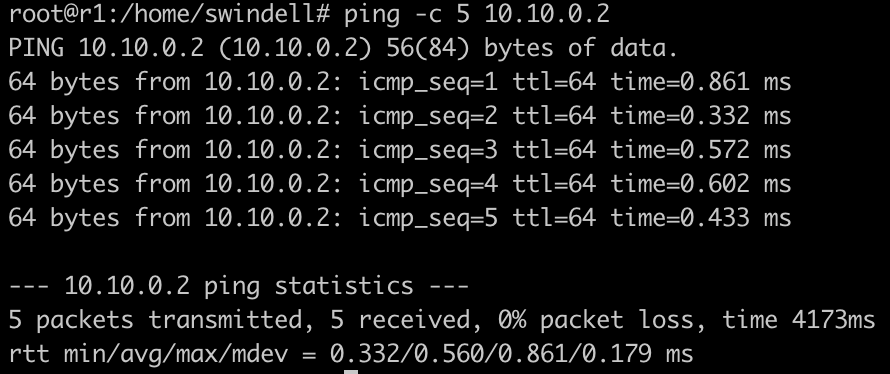 root@r1:/home/swindell# ping -c 5 10.10.0.2
PING 10.10.0.2 (10.10.0.2) 56(84) bytes of data.
64 bytes from 10.10.0.2: icmp_seq=1 ttl=64 time=0.861 ms
64 bytes from 10.10.0.2: icmp_seq=2 ttl=64 time=0.332 ms
64 bytes from 10.10.0.2: icmp_seq=3 ttl=64 time=0.572 ms
64 bytes from 10.10.0.2: icmp_seq=4 ttl=64 time=0.602 ms
64 bytes from 10.10.0.2: icmp_seq=5 ttl=64 time=0.433 ms

--- 10.10.0.2 ping statistics ---
5 packets transmitted, 5 received, 0% packet loss, time 4173ms
rtt min/avg/max/mdev = 0.332/0.560/0.861/0.179 ms